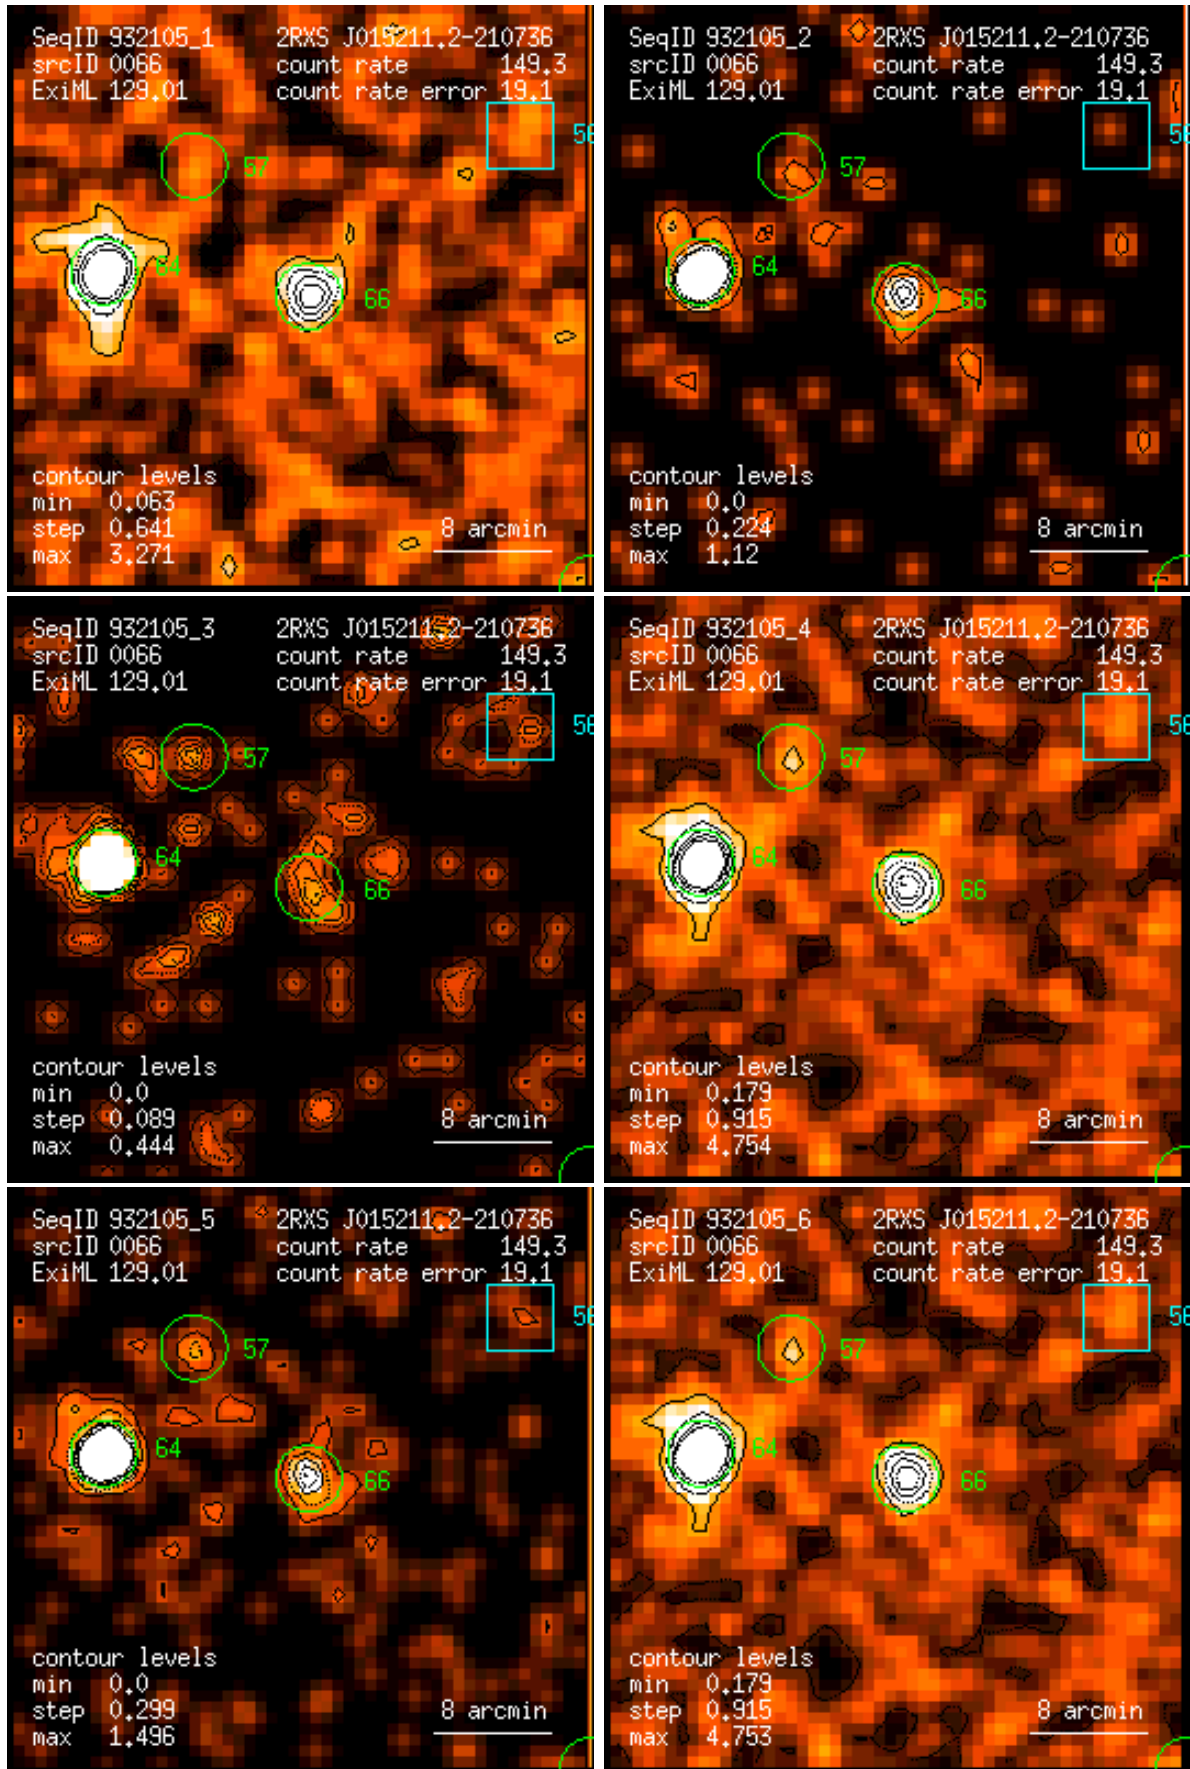 SeqID 932105_1 2RXS J015211.2-210736
srcID 0066 count rate 149.3
ExiML 129.01 count rate error 19.1
56
57
64
66
contour levels
min 0.063
step 0.641 8 arcmin
max 3.271
SeqID 932105_2 2RXS J015211.2-210736
srcID 0066 count rate 149.3
ExiML 129.01 count rate error 19.1
56
57
64
66
contour levels
min 0.0
step 0.224 8 arcmin
max 1.12
SeqID 932105_3 2RXS J015211.2-210736
srcID 0066 count rate 149.3
ExiML 129.01 count rate error 19.1
56
57
64
66
contour levels
min 0.0
step 0.089 8 arcmin
max 0.444
SeqID 932105_4 2RXS J015211.2-210736
srcID 0066 count rate 149.3
ExiML 129.01 count rate error 19.1
56
57
64
66
contour levels
min 0.179
step 0.915 8 arcmin
max 4.754
SeqID 932105_5 2RXS J015211.2-210736
srcID 0066 count rate 149.3
ExiML 129.01 count rate error 19.1
56
57
64
66
contour levels
min 0.0
step 0.299 8 arcmin
max 1.496
SeqID 932105_6 2RXS J015211.2-210736
srcID 0066 count rate 149.3
ExiML 129.01 count rate error 19.1
56
57
64
66
contour levels
min 0.179
step 0.915 8 arcmin
max 4.753